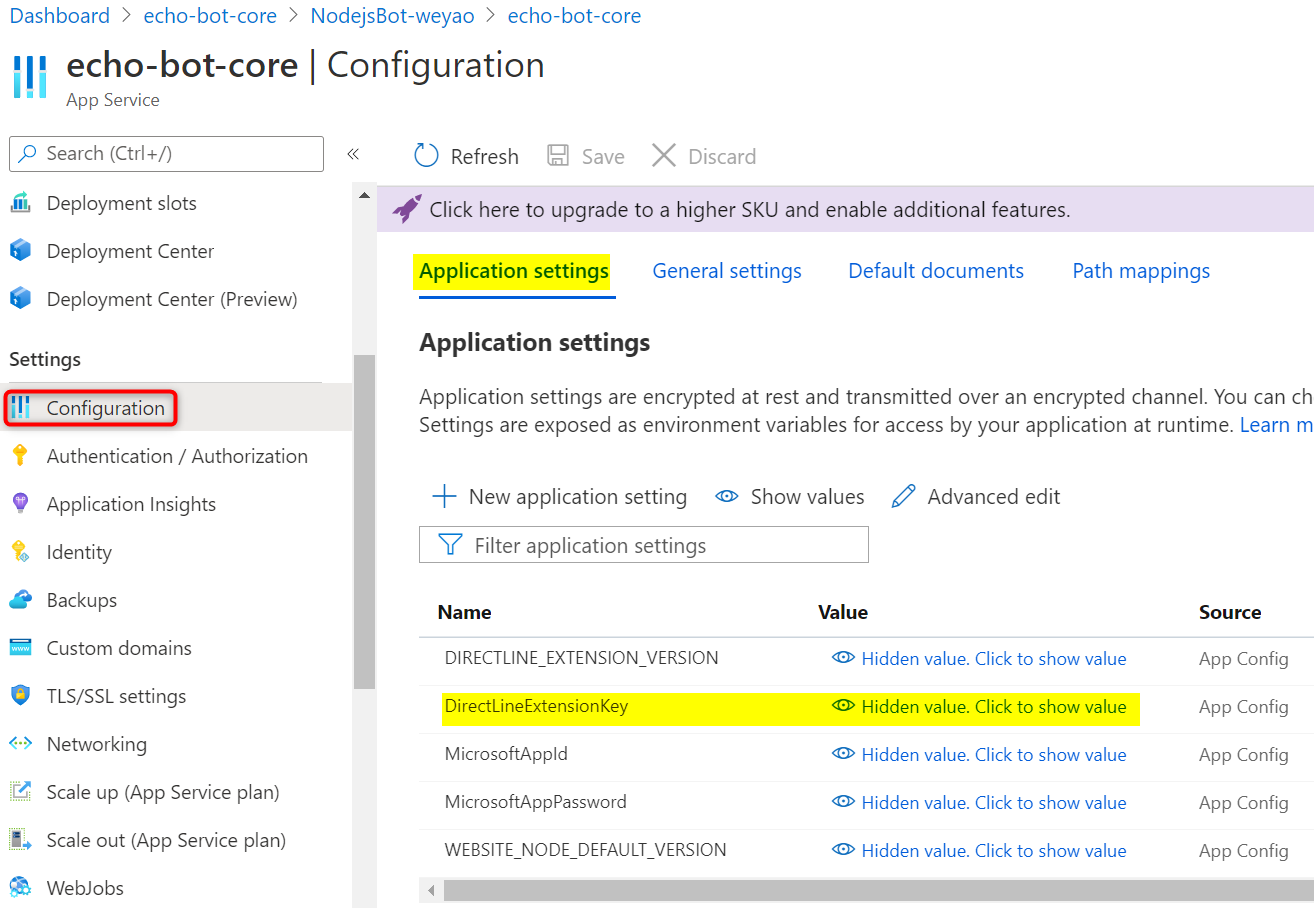 Dashboard > echo-bot-core > NodejsBot-weyao > echo-bot-core
echo-bot-core | Configuration
App Service
Search (Ctrl+/)
«
Refresh Save Discard
Deployment slots
Deployment Center
Deployment Center (Preview)
Settings
Configuration
Authentication / Authorization
Application Insights
Identity
Backups
Custom domains
TLS/SSL settings
Networking
Scale up (App Service plan)
Scale out (App Service plan)
WebJobs
Click here to upgrade to a higher SKU and enable additional features.
Application settings General settings Default documents Path mappings
Application settings
Application settings are encrypted at rest and transmitted over an encrypted channel. You can ch
Settings are exposed as environment variables for access by your application at runtime. Learn m
New application setting Show values Advanced edit
Filter application settings
Name Value Source
DIRECTLINE_EXTENSION_VERSION Hidden value. Click to show value App Config
DirectLineExtensionKey Hidden value. Click to show value App Config
MicrosoftAppId Hidden value. Click to show value App Config
MicrosoftAppPassword Hidden value. Click to show value App Config
WEBSITE_NODE_DEFAULT_VERSION Hidden value. Click to show value App Config